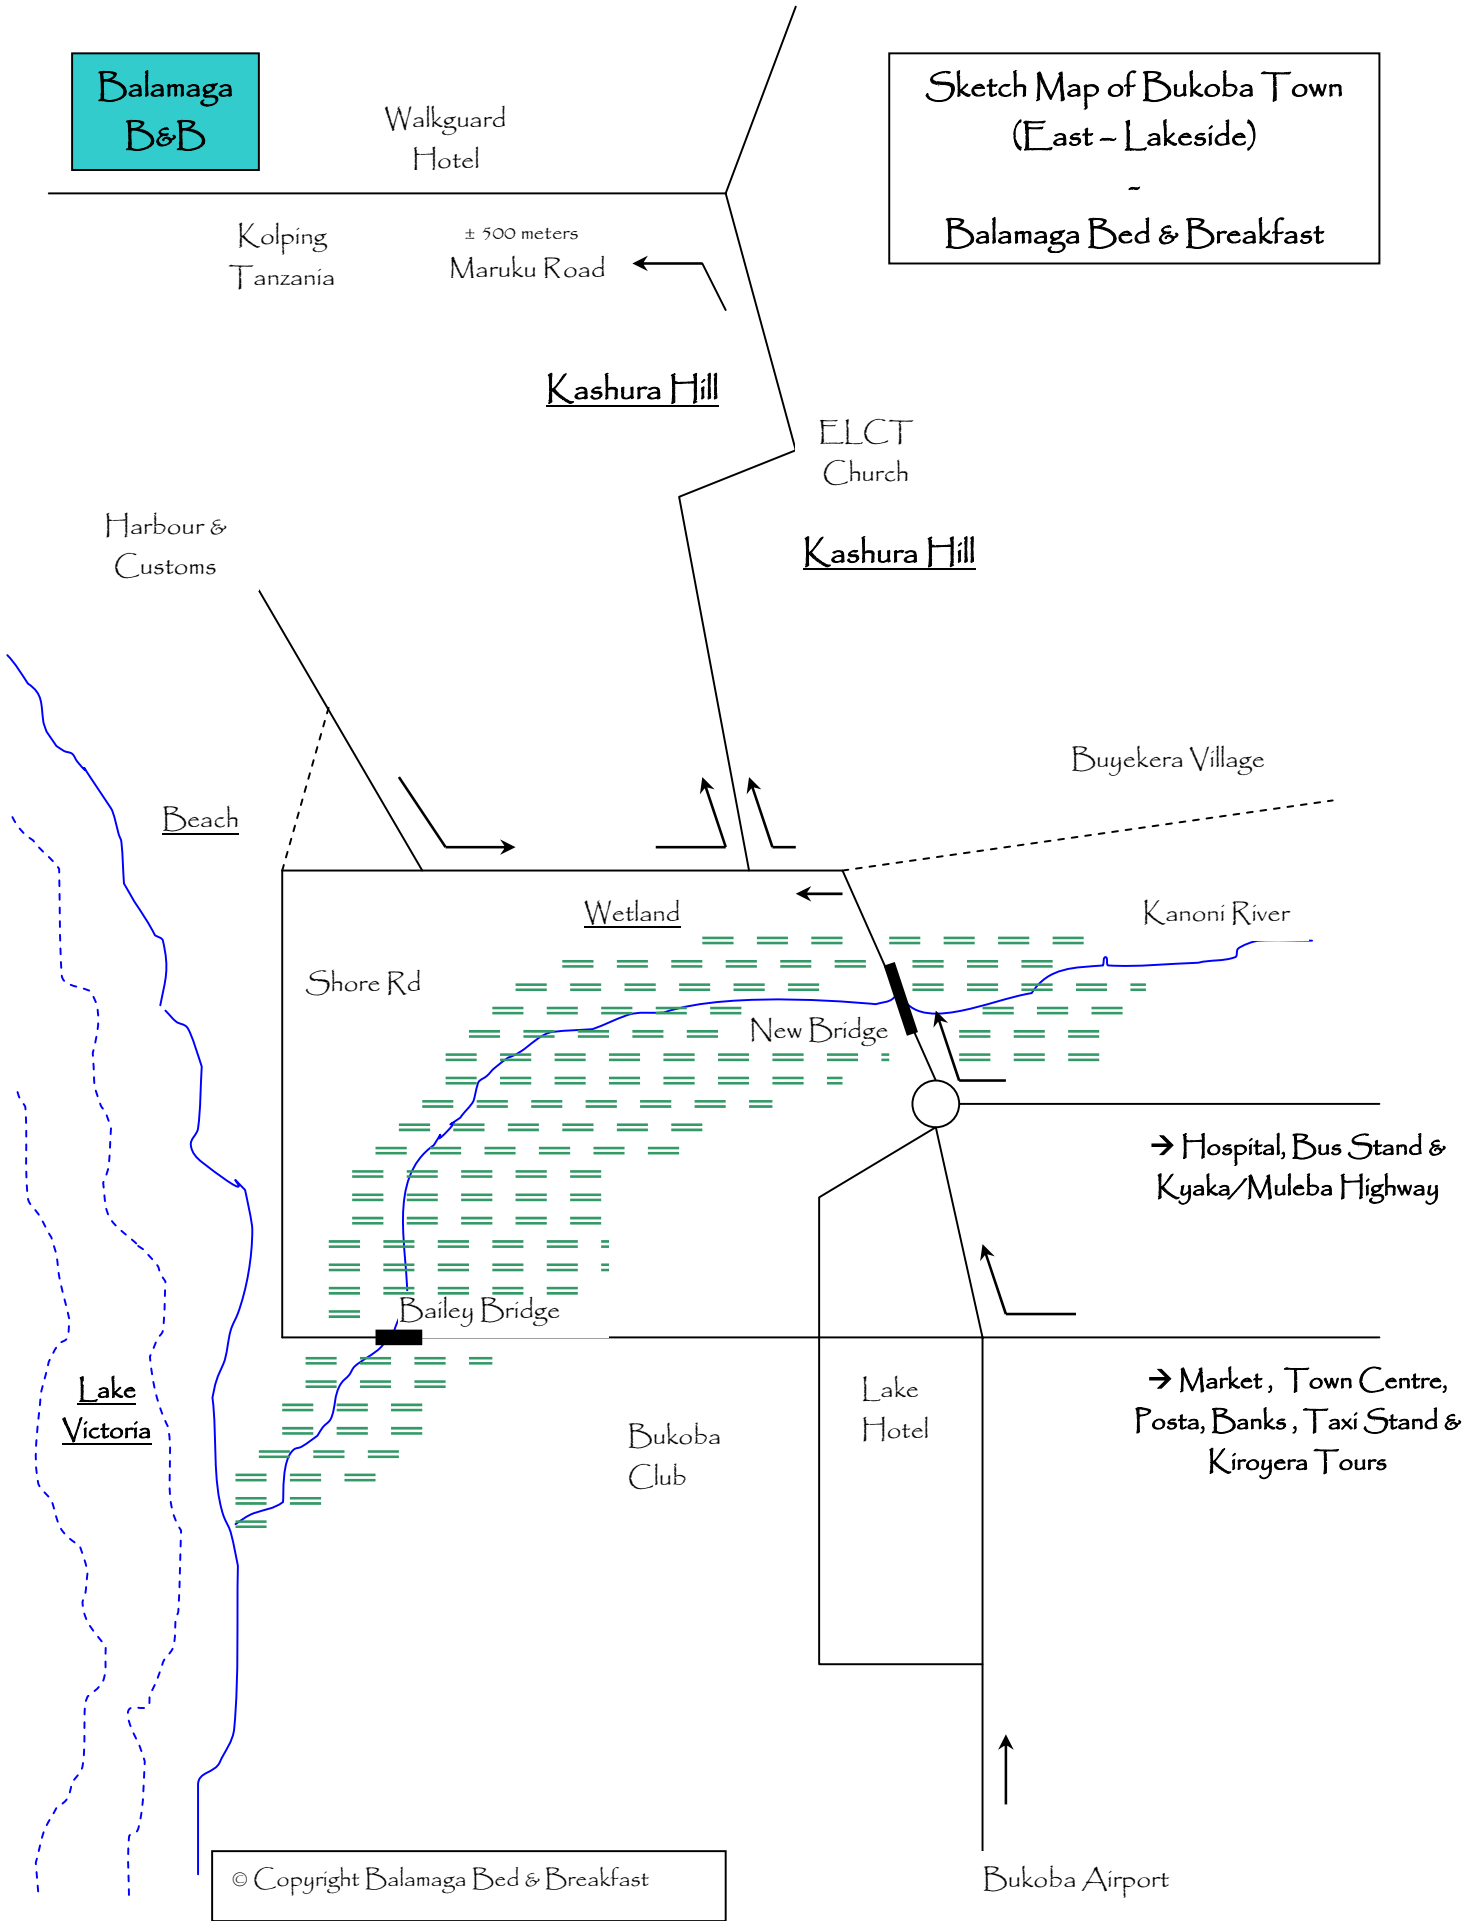 Balamaga
B&B
Sketch Map of Bukoba Town
(East – Lakeside)
-
Balamaga Bed & Breakfast
Walkguard
Hotel
Kolping
Tanzania
± 500 meters
Maruku Road
Kashura Hill
ELCT
Church
Harbour &
Customs
Kashura Hill
Buyekera Village
Beach
Wetland
Kanoni River
Shore Rd
New Bridge
→ Hospital, Bus Stand &
Kyaka/Muleba Highway
Bailey Bridge
Lake
Victoria
Lake
Hotel
→ Market , Town Centre,
Posta, Banks , Taxi Stand &
Kiroyera Tours
Bukoba
Club
© Copyright Balamaga Bed & Breakfast
Bukoba Airport